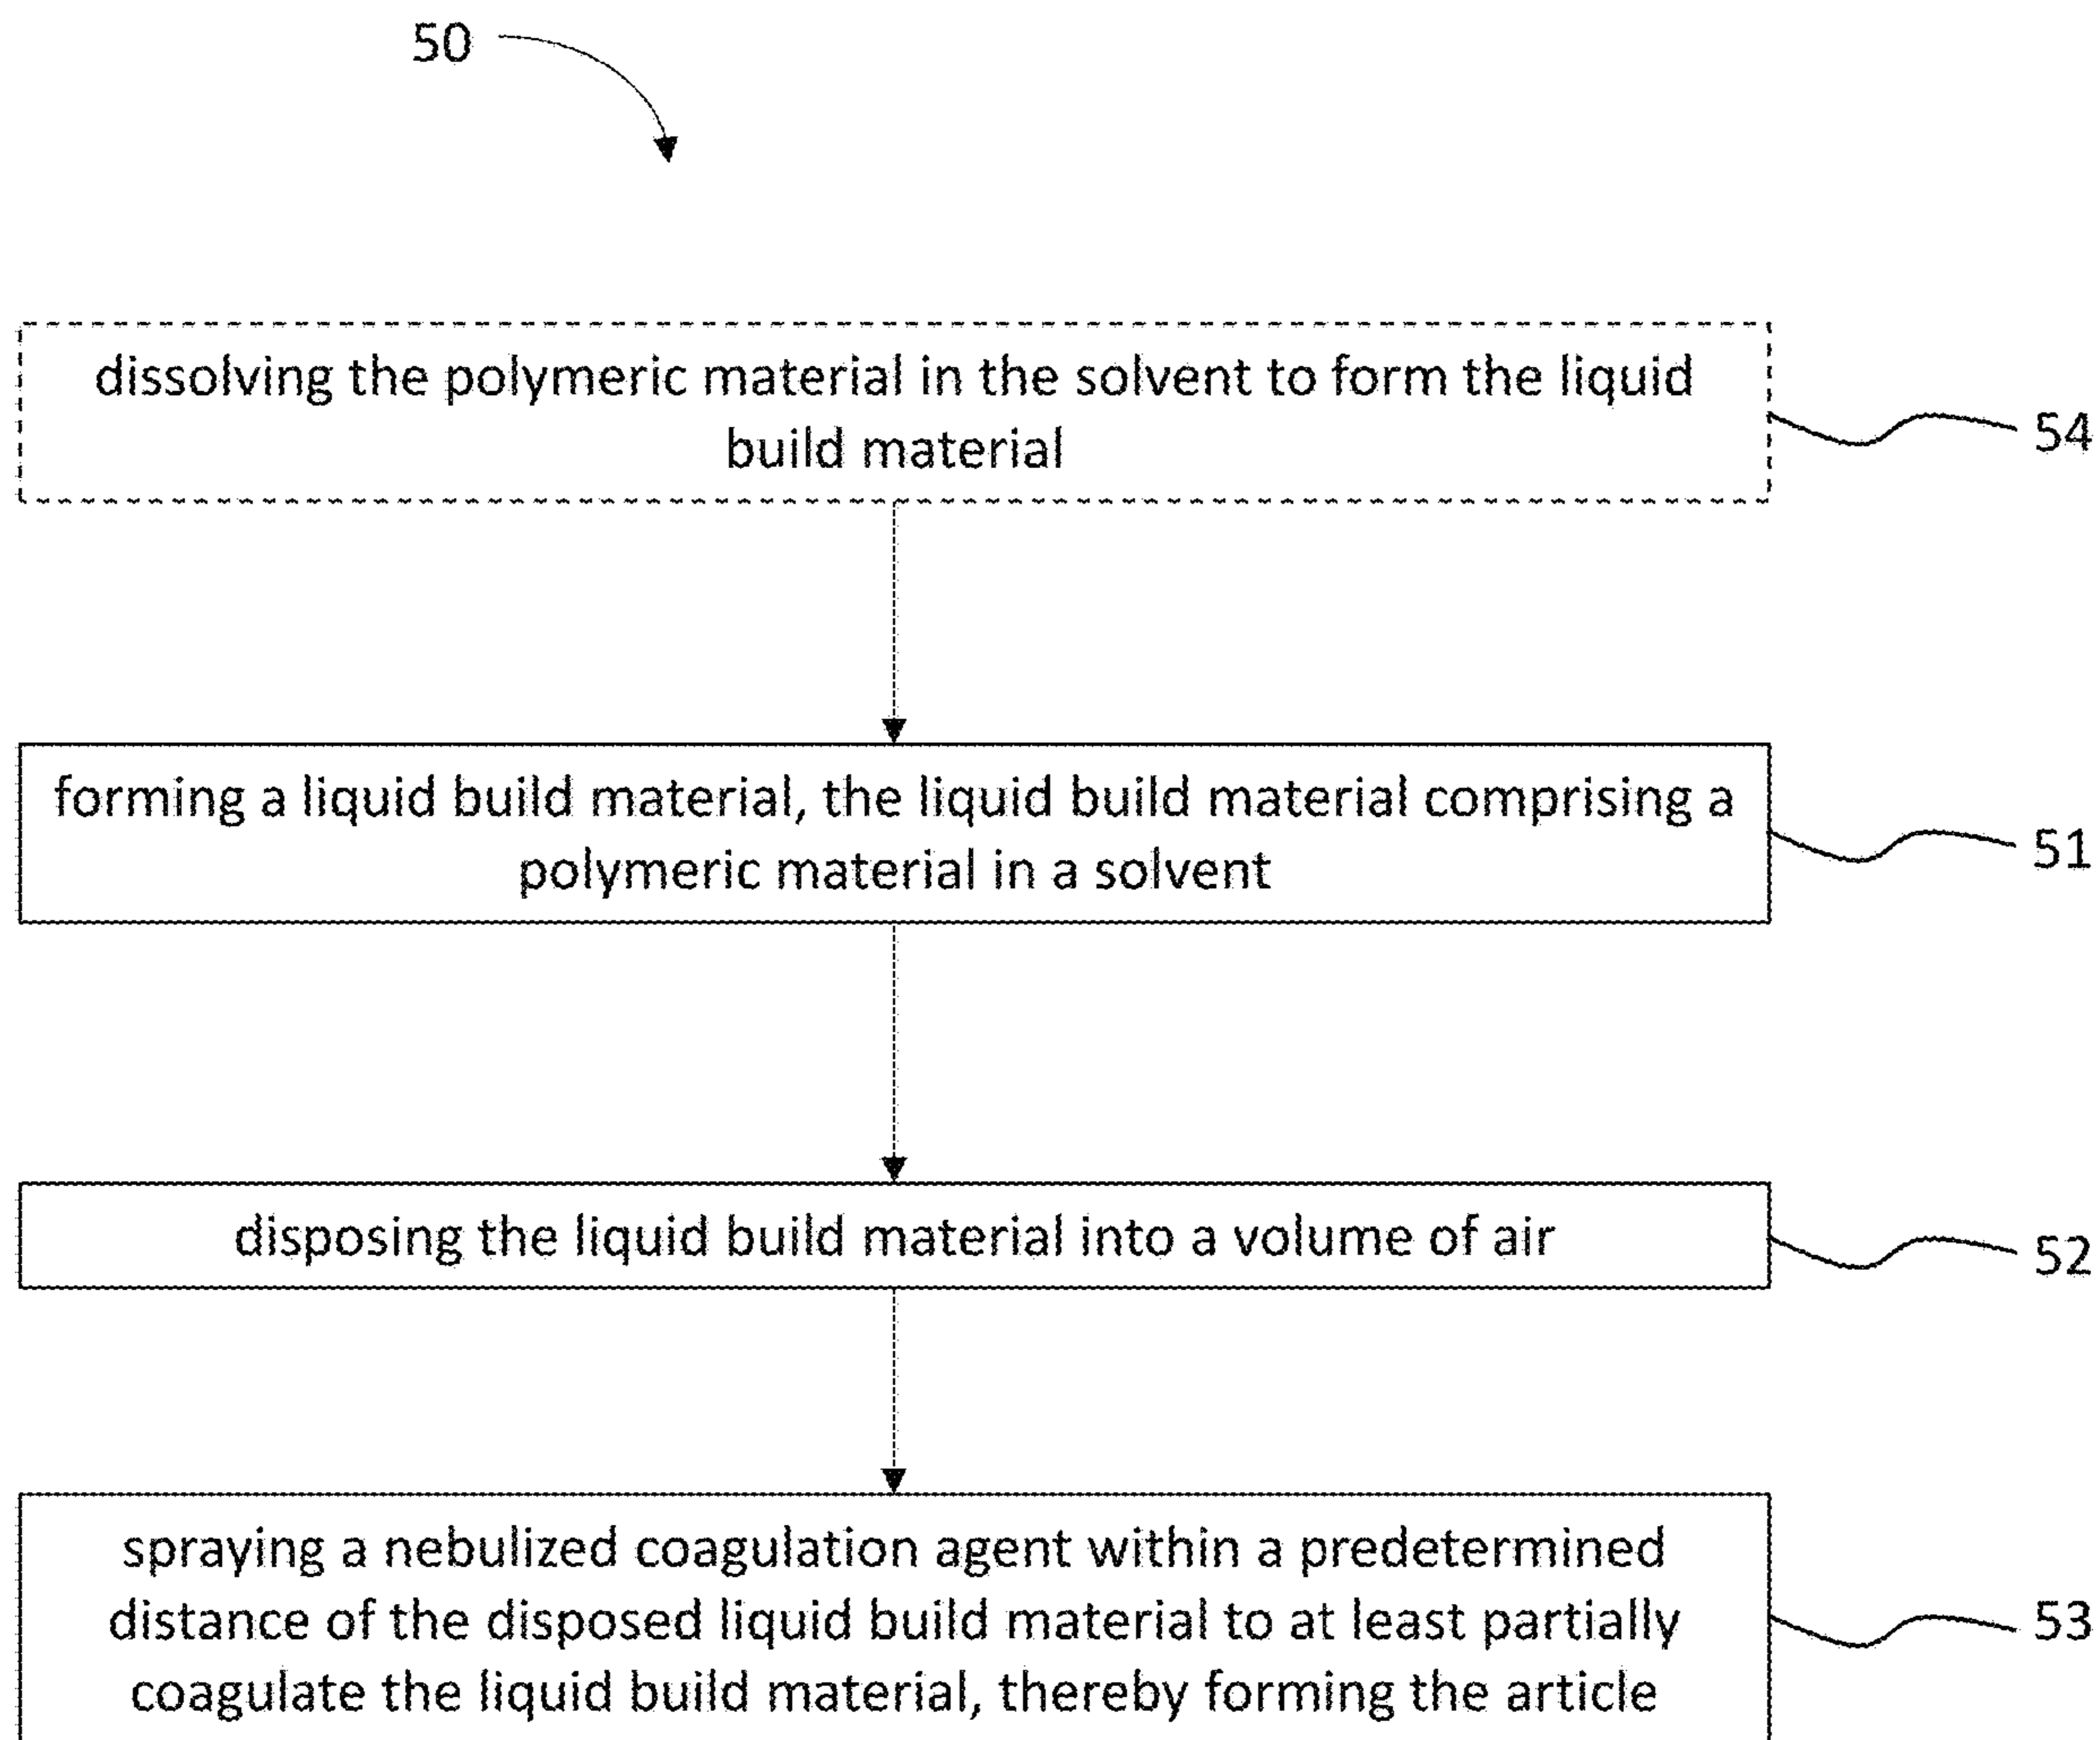 50
dissolving the polymeric material in the solvent to form the liquid
build material
54
forming a liquid build material, the liquid build material comprising a
polymeric material in a solvent
51
disposing the liquid build material into a volume of air
52
spraying a nebulized coagulation agent within a predetermined
distance of the disposed liquid build material to at least partially
coagulate the liquid build material, thereby forming the article
53